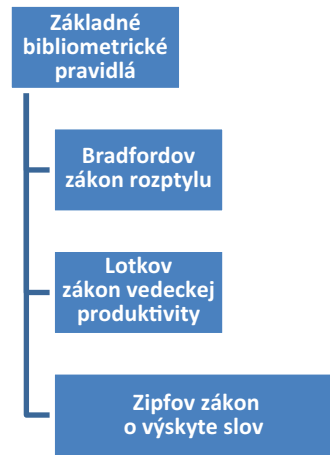 Základné
bibliometrické
pravidlá
Bradfordov
zákon rozptylu
Lotkov
zákon vedeckej
produktivity
Zipfov zákon
o výskyte slov